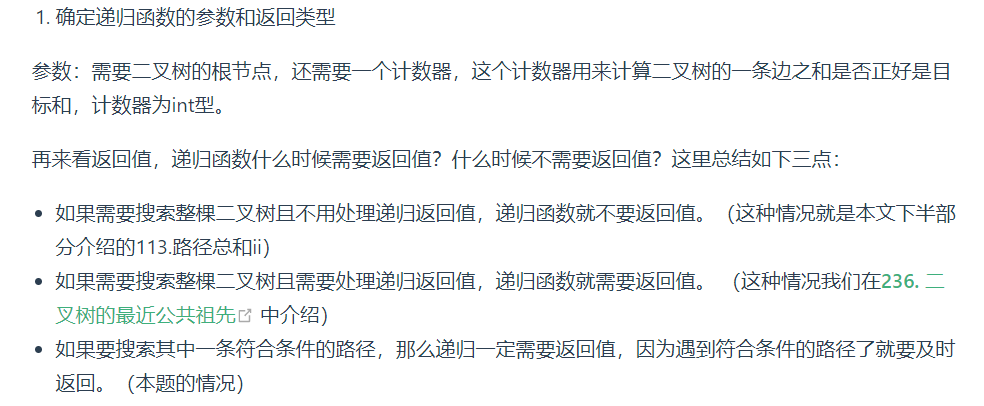 1. 确定递归函数的参数和返回类型
参数：需要二叉树的根节点，还需要一个计数器，这个计数器用来计算二叉树的一条边之和是否正好是目
标和，计数器为int型。
再来看返回值，递归函数什么时候需要返回值？什么时候不需要返回值？这里总结如下三点：
• 如果需要搜索整棵二叉树且不用处理递归返回值，递归函数就不要返回值。（这种情况就是本文下半部
分介绍的113.路径总和ii）
• 如果需要搜索整棵二叉树且需要处理递归返回值，递归函数就需要返回值。 （这种情况我们在236. 二
叉树的最近公共祖先 中介绍）
• 如果要搜索其中一条符合条件的路径，那么递归一定需要返回值，因为遇到符合条件的路径了就要及时
返回。（本题的情况）